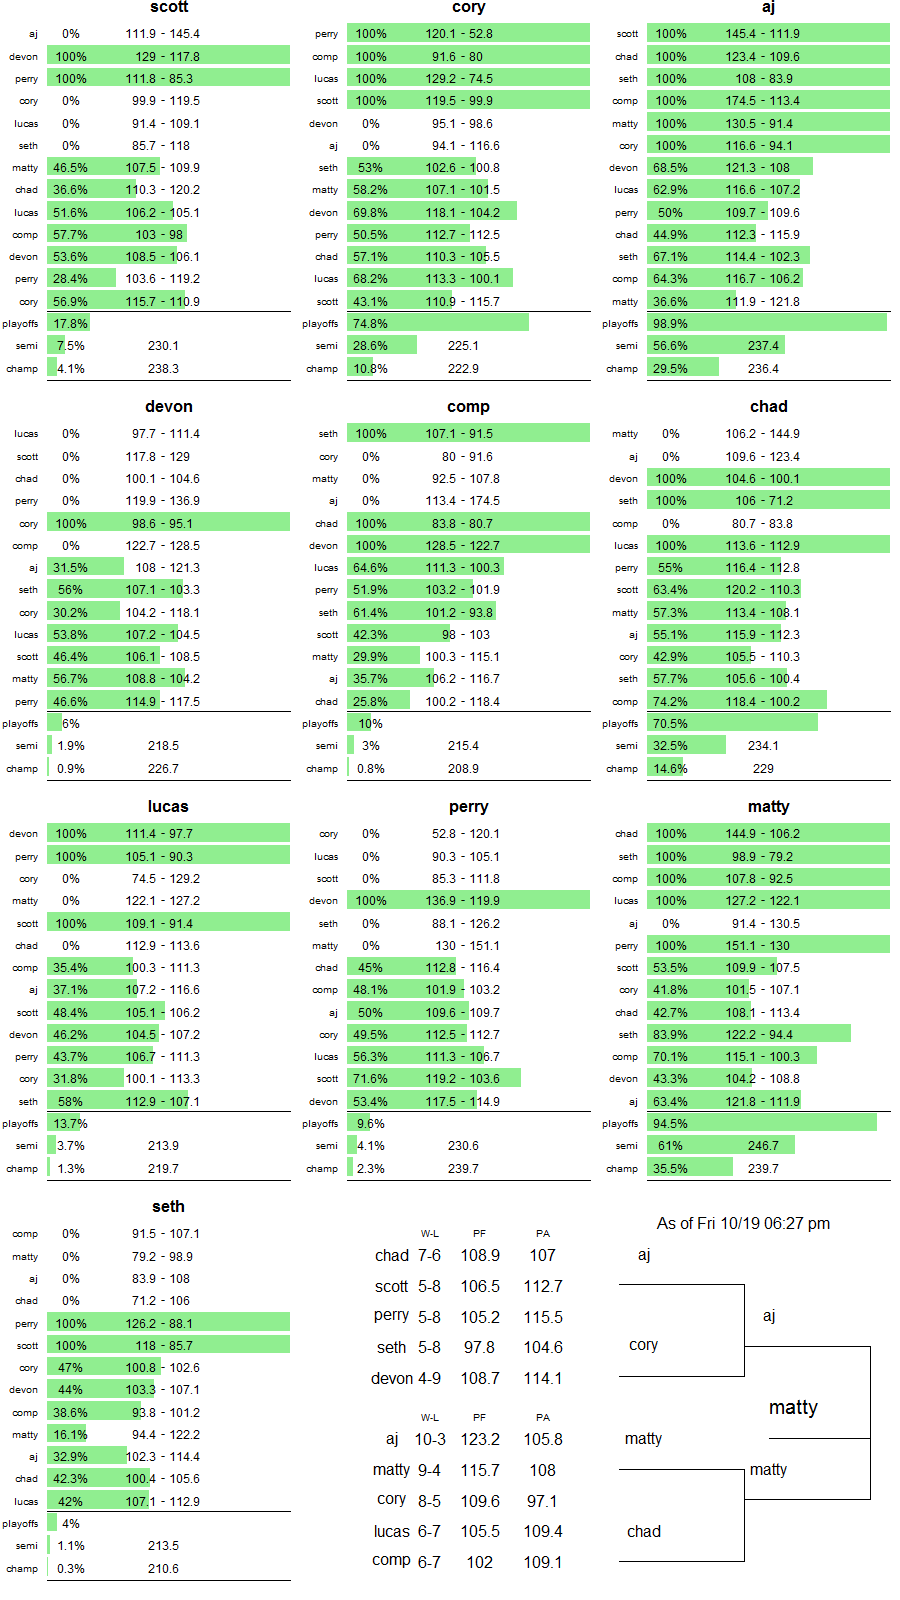 scott
aj 0% 111.9 - 145.4
devon 100% 129 - 117.8
perry 100% 111.8 - 85.3
cory 0% 99.9 - 119.5
lucas 0% 91.4 - 109.1
seth 0% 85.7 - 118
matty 46.5% 107.5 - 109.9
chad 36.6% 110.3 - 120.2
lucas 51.6% 106.2 - 105.1
comp 57.7% 103 - 98
devon 53.6% 108.5 - 106.1
perry 28.4% 103.6 - 119.2
cory 56.9% 115.7 - 110.9
playoffs 17.8%
semi 7.5% 230.1
champ 4.1% 238.3
cory
perry 100% 120.1 - 52.8
comp 100% 91.6 - 80
lucas 100% 129.2 - 74.5
scott 100% 119.5 - 99.9
devon 0% 95.1 - 98.6
aj 0% 94.1 - 116.6
seth 53% 102.6 - 100.8
matty 58.2% 107.1 - 101.5
devon 69.8% 118.1 - 104.2
perry 50.5% 112.7 - 112.5
chad 57.1% 110.3 - 105.5
lucas 68.2% 113.3 - 100.1
scott 43.1% 110.9 - 115.7
playoffs 74.8%
semi 28.6% 225.1
champ 10.8% 222.9
aj
scott 100% 145.4 - 111.9
chad 100% 123.4 - 109.6
seth 100% 108 - 83.9
comp 100% 174.5 - 113.4
matty 100% 130.5 - 91.4
cory 100% 116.6 - 94.1
devon 68.5% 121.3 - 108
lucas 62.9% 116.6 - 107.2
perry 50% 109.7 - 109.6
chad 44.9% 112.3 - 115.9
seth 67.1% 114.4 - 102.3
comp 64.3% 116.7 - 106.2
matty 36.6% 111.9 - 121.8
playoffs 98.9%
semi 56.6% 237.4
champ 29.5% 236.4
devon
lucas 0% 97.7 - 111.4
scott 0% 117.8 - 129
chad 0% 100.1 - 104.6
perry 0% 119.9 - 136.9
cory 100% 98.6 - 95.1
comp 0% 122.7 - 128.5
aj 31.5% 108 - 121.3
seth 56% 107.1 - 103.3
cory 30.2% 104.2 - 118.1
lucas 53.8% 107.2 - 104.5
scott 46.4% 106.1 - 108.5
matty 56.7% 108.8 - 104.2
perry 46.6% 114.9 - 117.5
playoffs 6%
semi 1.9% 218.5
champ 0.9% 226.7
comp
seth 100% 107.1 - 91.5
cory 0% 80 - 91.6
matty 0% 92.5 - 107.8
aj 0% 113.4 - 174.5
chad 100% 83.8 - 80.7
devon 100% 128.5 - 122.7
lucas 64.6% 111.3 - 100.3
perry 51.9% 103.2 - 101.9
seth 61.4% 101.2 - 93.8
scott 42.3% 98 - 103
matty 29.9% 100.3 - 115.1
aj 35.7% 106.2 - 116.7
chad 25.8% 100.2 - 118.4
playoffs 10%
semi 3% 215.4
champ 0.8% 208.9
chad
matty 0% 106.2 - 144.9
aj 0% 109.6 - 123.4
devon 100% 104.6 - 100.1
seth 100% 106 - 71.2
comp 0% 80.7 - 83.8
lucas 100% 113.6 - 112.9
perry 55% 116.4 - 112.8
scott 63.4% 120.2 - 110.3
matty 57.3% 113.4 - 108.1
aj 55.1% 115.9 - 112.3
cory 42.9% 105.5 - 110.3
seth 57.7% 105.6 - 100.4
comp 74.2% 118.4 - 100.2
playoffs 70.5%
semi 32.5% 234.1
champ 14.6% 229
lucas
devon 100% 111.4 - 97.7
perry 100% 105.1 - 90.3
cory 0% 74.5 - 129.2
matty 0% 122.1 - 127.2
scott 100% 109.1 - 91.4
chad 0% 112.9 - 113.6
comp 35.4% 100.3 - 111.3
aj 37.1% 107.2 - 116.6
scott 48.4% 105.1 - 106.2
devon 46.2% 104.5 - 107.2
perry 43.7% 106.7 - 111.3
cory 31.8% 100.1 - 113.3
seth 58% 112.9 - 107.1
playoffs 13.7%
semi 3.7% 213.9
champ 1.3% 219.7
perry
cory 0% 52.8 - 120.1
lucas 0% 90.3 - 105.1
scott 0% 85.3 - 111.8
devon 100% 136.9 - 119.9
seth 0% 88.1 - 126.2
matty 0% 130 - 151.1
chad 45% 112.8 - 116.4
comp 48.1% 101.9 - 103.2
aj 50% 109.6 - 109.7
cory 49.5% 112.5 - 112.7
lucas 56.3% 111.3 - 106.7
scott 71.6% 119.2 - 103.6
devon 53.4% 117.5 - 114.9
playoffs 9.6%
semi 4.1% 230.6
champ 2.3% 239.7
matty
chad 100% 144.9 - 106.2
seth 100% 98.9 - 79.2
comp 100% 107.8 - 92.5
lucas 100% 127.2 - 122.1
aj 0% 91.4 - 130.5
perry 100% 151.1 - 130
scott 53.5% 109.9 - 107.5
cory 41.8% 101.5 - 107.1
chad 42.7% 108.1 - 113.4
seth 83.9% 122.2 - 94.4
comp 70.1% 115.1 - 100.3
devon 43.3% 104.2 - 108.8
aj 63.4% 121.8 - 111.9
playoffs 94.5%
semi 61% 246.7
champ 35.5% 239.7
seth
comp 0% 91.5 - 107.1
matty 0% 79.2 - 98.9
aj 0% 83.9 - 108
chad 0% 71.2 - 106
perry 100% 126.2 - 88.1
scott 100% 118 - 85.7
cory 47% 100.8 - 102.6
devon 44% 103.3 - 107.1
comp 38.6% 93.8 - 101.2
matty 16.1% 94.4 - 122.2
aj 32.9% 102.3 - 114.4
chad 42.3% 100.4 - 105.6
lucas 42% 107.1 - 112.9
playoffs 4%
semi 1.1% 213.5
champ 0.3% 210.6
W-L PF PA
chad 7-6 108.9 107
scott 5-8 106.5 112.7
perry 5-8 105.2 115.5
seth 5-8 97.8 104.6
devon 4-9 108.7 114.1
W-L PF PA
aj 10-3 123.2 105.8
matty 9-4 115.7 108
cory 8-5 109.6 97.1
lucas 6-7 105.5 109.4
comp 6-7 102 109.1
As of Fri 10/19 06:27 pm
aj
aj
cory
matty
matty
matty
chad